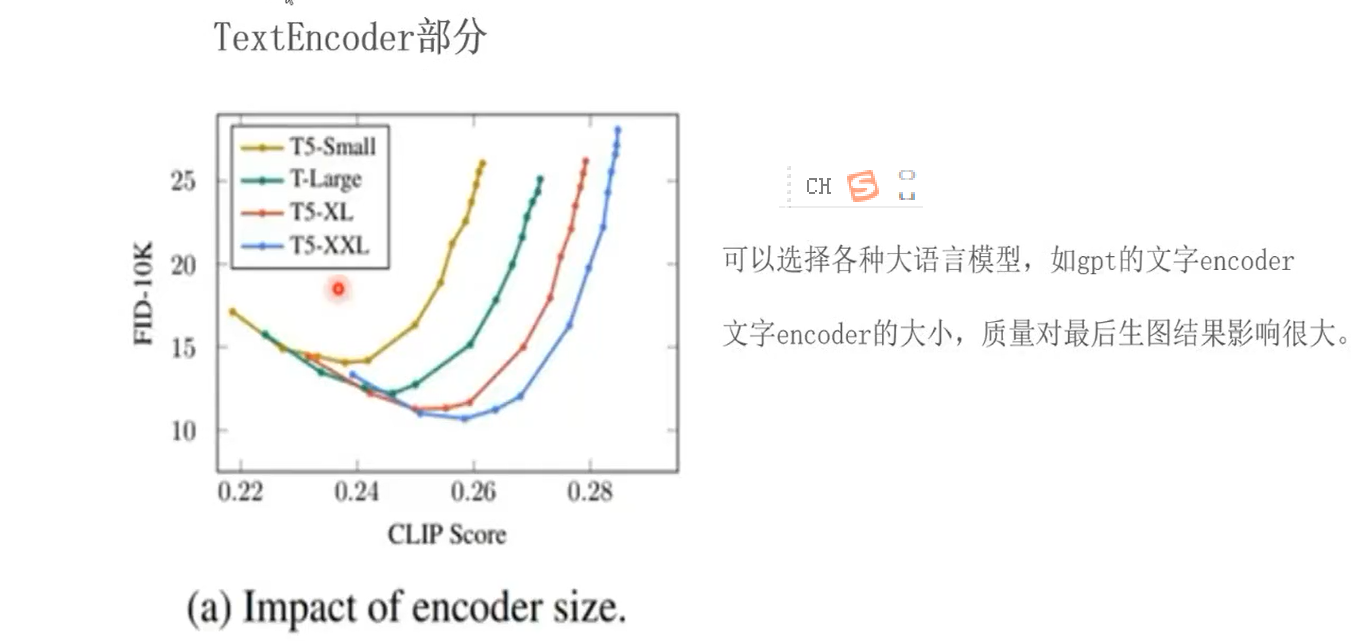 TextEncoder部分
T5-Small
T-Large
T5-XL
T5-XXL
25
20
15
10
FID-10K
0.22 0.24 0.26 0.28
CLIP Score
(a) Impact of encoder size.
CH S
可以选择各种大语言模型，如gpt的文字encoder
文字encoder的大小，质量对最后生图结果影响很大。